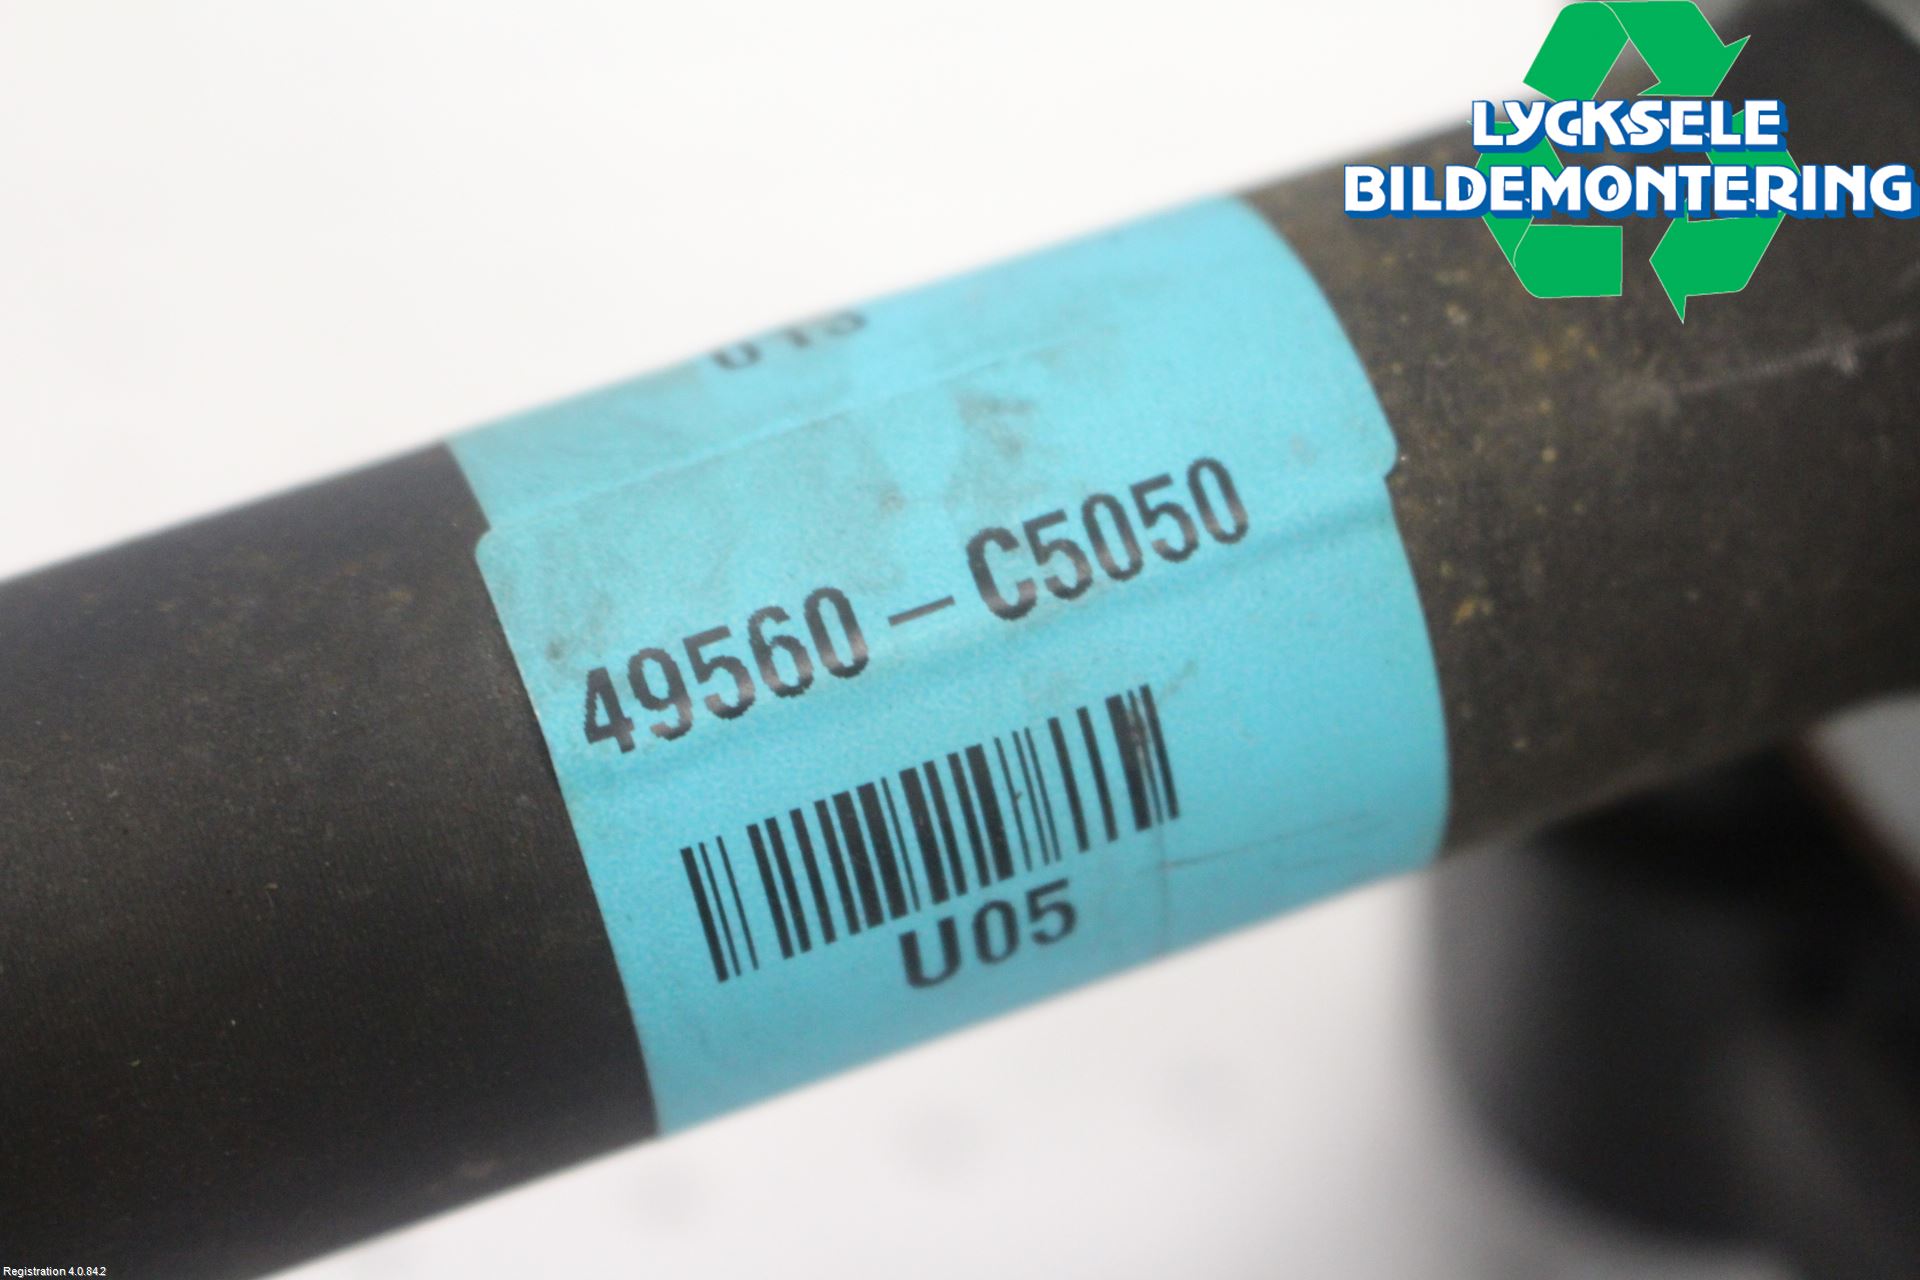 LYCKSELE
BILDEMONTERING
49560-C5050
U05
Registration 4.0.84.2